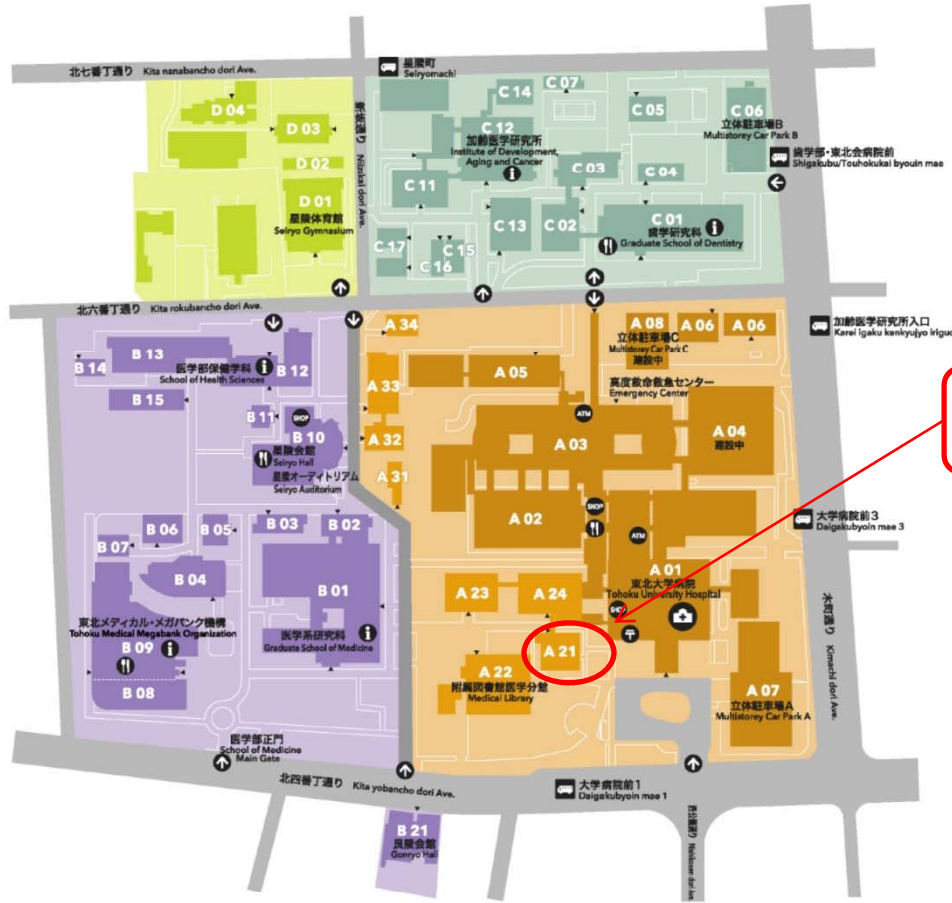 北七番丁通り Kita nanabancho dori Ave.
星陵町
Seiryomachi
D 04
D 03
D 02
D 01
星陵体育館
Seiryo Gymnasium
C 14
C 07
C 05
C 06
立体駐車場B
Multistorey Car Park B
C 12
加齢医学研究所
Institute of Development,
Aging and Cancer
歯学部・東北会病院前
Shigakubu/Touhokukai byouin mae
C 11
C 03
C 04
C 13
C 02
C 01
歯学研究科
Graduate School of Dentistry
C 17
C 16
C 15
北六番丁通り Kita rokubancho dori Ave.
加齢医学研究所入口
Karei igaku kenkyujyo irigu
B 14
B 13
医学部保健学科
School of Health Sciences
B 12
B 15
B 11
SHOP
B 10
星陵会館
Seiryo Hall
星陵オーディトリアム
Seiryo Auditorium
A 34
A 33
A 32
A 31
A 05
A 08
立体駐車場C
Multistorey Car Park C
建設中
A 06
A 06
高度救命救急センター
Emergency Center
ATM
A 03
A 04
建設中
A 02
SHOP
ATM
大学病院前3
Daigakubyoin mae 3
B 07
B 06
B 05
B 03
B 02
B 04
B 01
東北メディカル・メガバンク機構
Tohoku Medical Megabank Organization
医学系研究科
Graduate School of Medicine
B 09
B 08
A 01
東北大学病院
Tohoku University Hospital
A 23
A 24
SHOP
A 21
A 22
附属図書館医学分館
Medical Library
A 07
立体駐車場A
Multistorey Car Park A
木町通り Kimachi dori Ave.
医学部正門
School of Medicine
Main Gate
北四番丁通り Kita yobancho dori Ave.
大学病院前1
Daigakubyoin mae 1
B 21
艮陵会館
Gonryo Hall